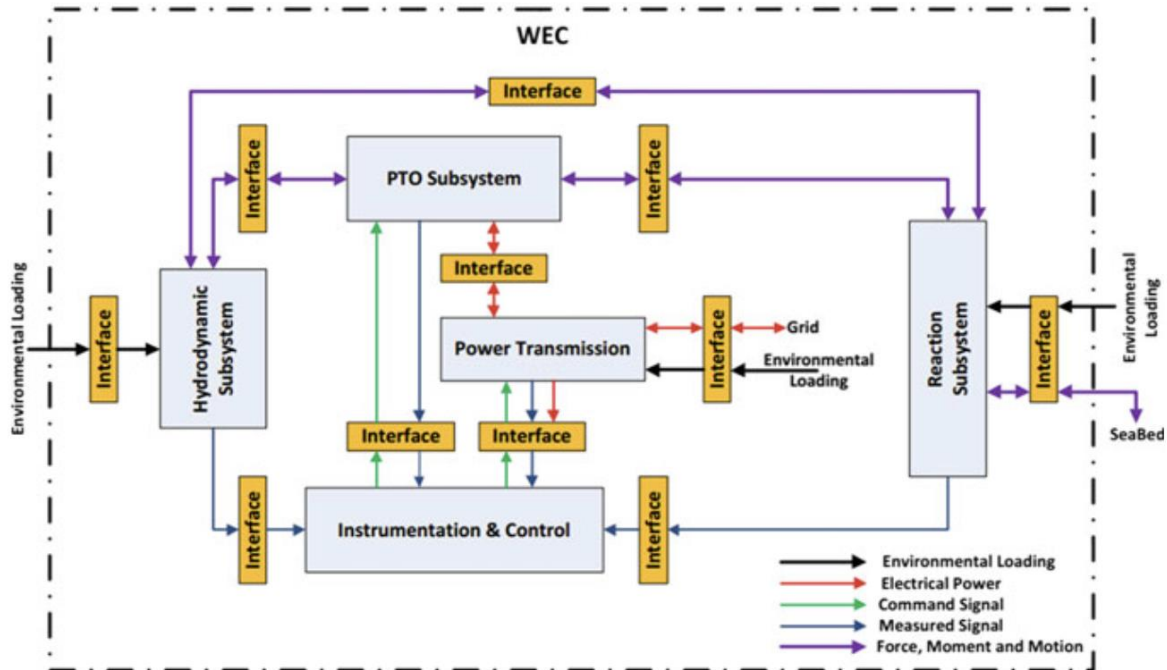 WEC
Interface
Interface
PTO Subsystem
Interface
Interface
Environmental Loading
Interface
Hydrodynamic
Subsystem
Power Transmission
Interface
Grid
Environmental
Loading
Reaction
Subsystem
Interface
Environmental
Loading
SeaBed
Interface
Interface
Interface
Instrumentation & Control
Interface
Environmental Loading
Electrical Power
Command Signal
Measured Signal
Force, Moment and Motion